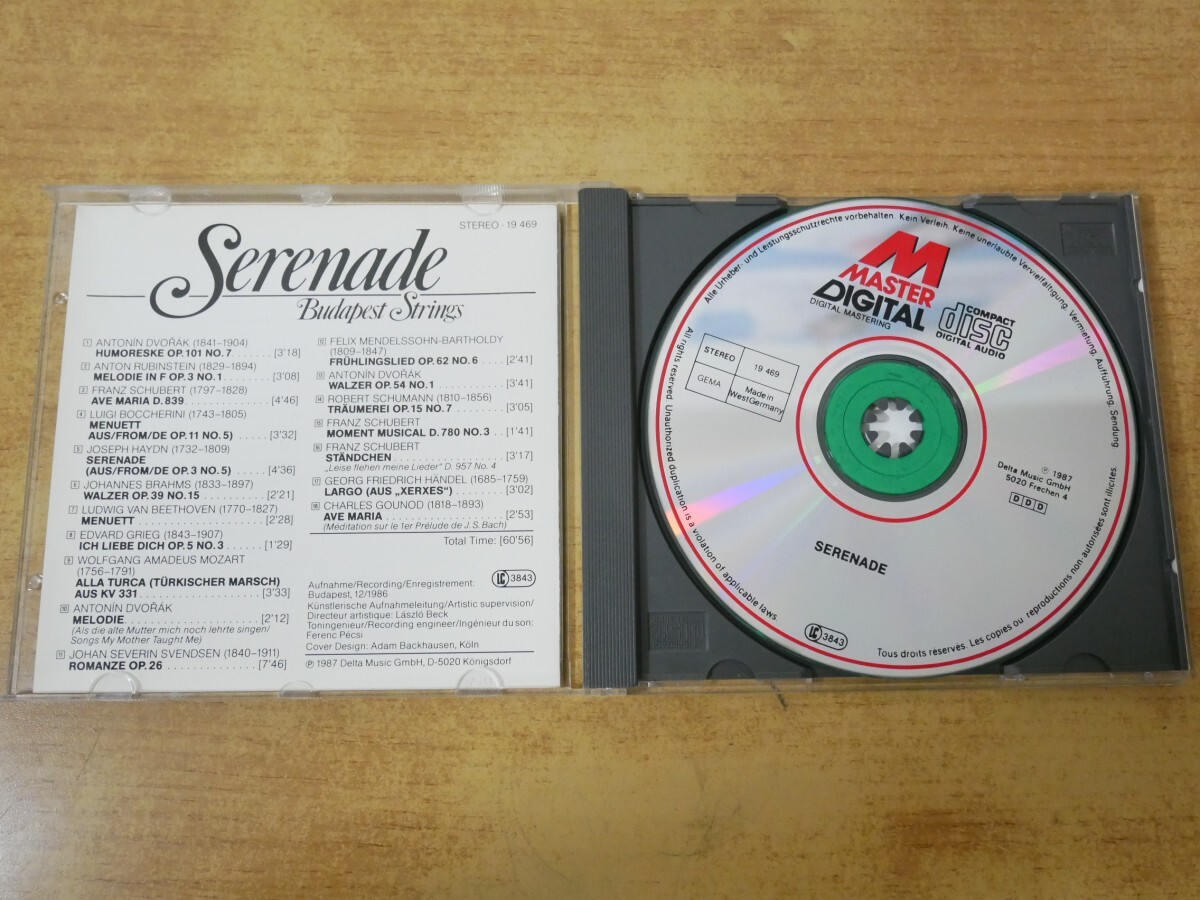 STEREO · 19 469
Serenade
Budapest Strings
1 ANTONÍN DVOŘÁK (1841-1904)
HUMORESKE OP. 101 NO. 7 . . . . . . [3'18]
2 ANTON RUBINSTEIN (1829-1894)
MELODIE IN F OP. 3 NO. 1 . . . . . . [3'08]
3 FRANZ SCHUBERT (1797-1828)
AVE MARIA D. 839 . . . . . . [4'46]
4 LUIGI BOCCHERINI (1743-1805)
MENUETT
AUS/FROM/DE OP. 11 NO. 5) . . . . . [3'32]
5 JOSEPH HAYDN (1732-1809)
SERENADE
(AUS/FROM/DE OP. 3 NO. 5) . . . . . [4'36]
6 JOHANNES BRAHMS (1833-1897)
WALZER OP. 39 NO. 15 . . . . . . [2'21]
7 LUDWIG VAN BEETHOVEN (1770-1827)
MENUETT . . . . . . [2'28]
8 EDVARD GRIEG (1843-1907)
ICH LIEBE DICH OP. 5 NO. 3 . . . . . . [1'29]
9 WOLFGANG AMADEUS MOZART
(1756-1791)
ALLA TURCA (TÜRKISCHER MARSCH)
AUS KV 331 . . . . . . [3'33]
10 ANTONÍN DVOŘÁK
MELODIE . . . . . . [2'12]
(Als die alte Mutter mich noch lehrte singen/
Songs My Mother Taught Me)
11 JOHAN SEVERIN SVENDSEN (1840-1911)
ROMANZE OP. 26 . . . . . . [7'46]
12 FELIX MENDELSSOHN-BARTHOLDY
(1809-1847)
FRÜHLINGSLIED OP. 62 NO. 6 . . . . [2'41]
13 ANTONÍN DVOŘÁK
WALZER OP. 54 NO. 1 . . . . . . [3'41]
14 ROBERT SCHUMANN (1810-1856)
TRÄUMEREI OP. 15 NO. 7 . . . . . . [3'05]
15 FRANZ SCHUBERT
MOMENT MUSICAL D. 780 NO. 3 . . [1'41]
16 FRANZ SCHUBERT
STÄNDCHEN . . . . . . [3'17]
„Leise flehen meine Lieder" D. 957 No. 4
17 GEORG FRIEDRICH HÄNDEL (1685-1759)
LARGO (AUS „XERXES") . . . . . . [3'02]
18 CHARLES GOUNOD (1818-1893)
AVE MARIA . . . . . . [2'53]
(Méditation sur le 1er Prélude de J. S. Bach)
Total Time: [60'56]
Aufnahme/Recording/Enregistrement:
Budapest, 12/1986
LC 3843
Künstlerische Aufnahmeleitung/Artistic supervision/
Directeur artistique: László Beck
Toningenieur/Recording engineer/Ingénieur du son:
Ferenc Pécsi
Cover Design: Adam Backhausen, Köln
℗ 1987 Delta Music GmbH, D-5020 Königsdorf
Alle Urheber- und Leistungsschutzrechte vorbehalten. Kein Verleih. Keine unerlaubte Vervielfältigung, Vermietung, Aufführung, Sendung.
M
MASTER
DIGITAL
DIGITAL MASTERING
COMPACT
disc
DIGITAL AUDIO
STEREO
19 469
GEMA
Made in
West Germany
℗ 1987
Delta Music GmbH
5020 Frechen 4
D D D
SERENADE
LC 3843
All rights reserved. Unauthorized duplication is a violation of applicable laws.
Tous droits réservés. Les copies ou reproductions non-autorisées sont illicites.